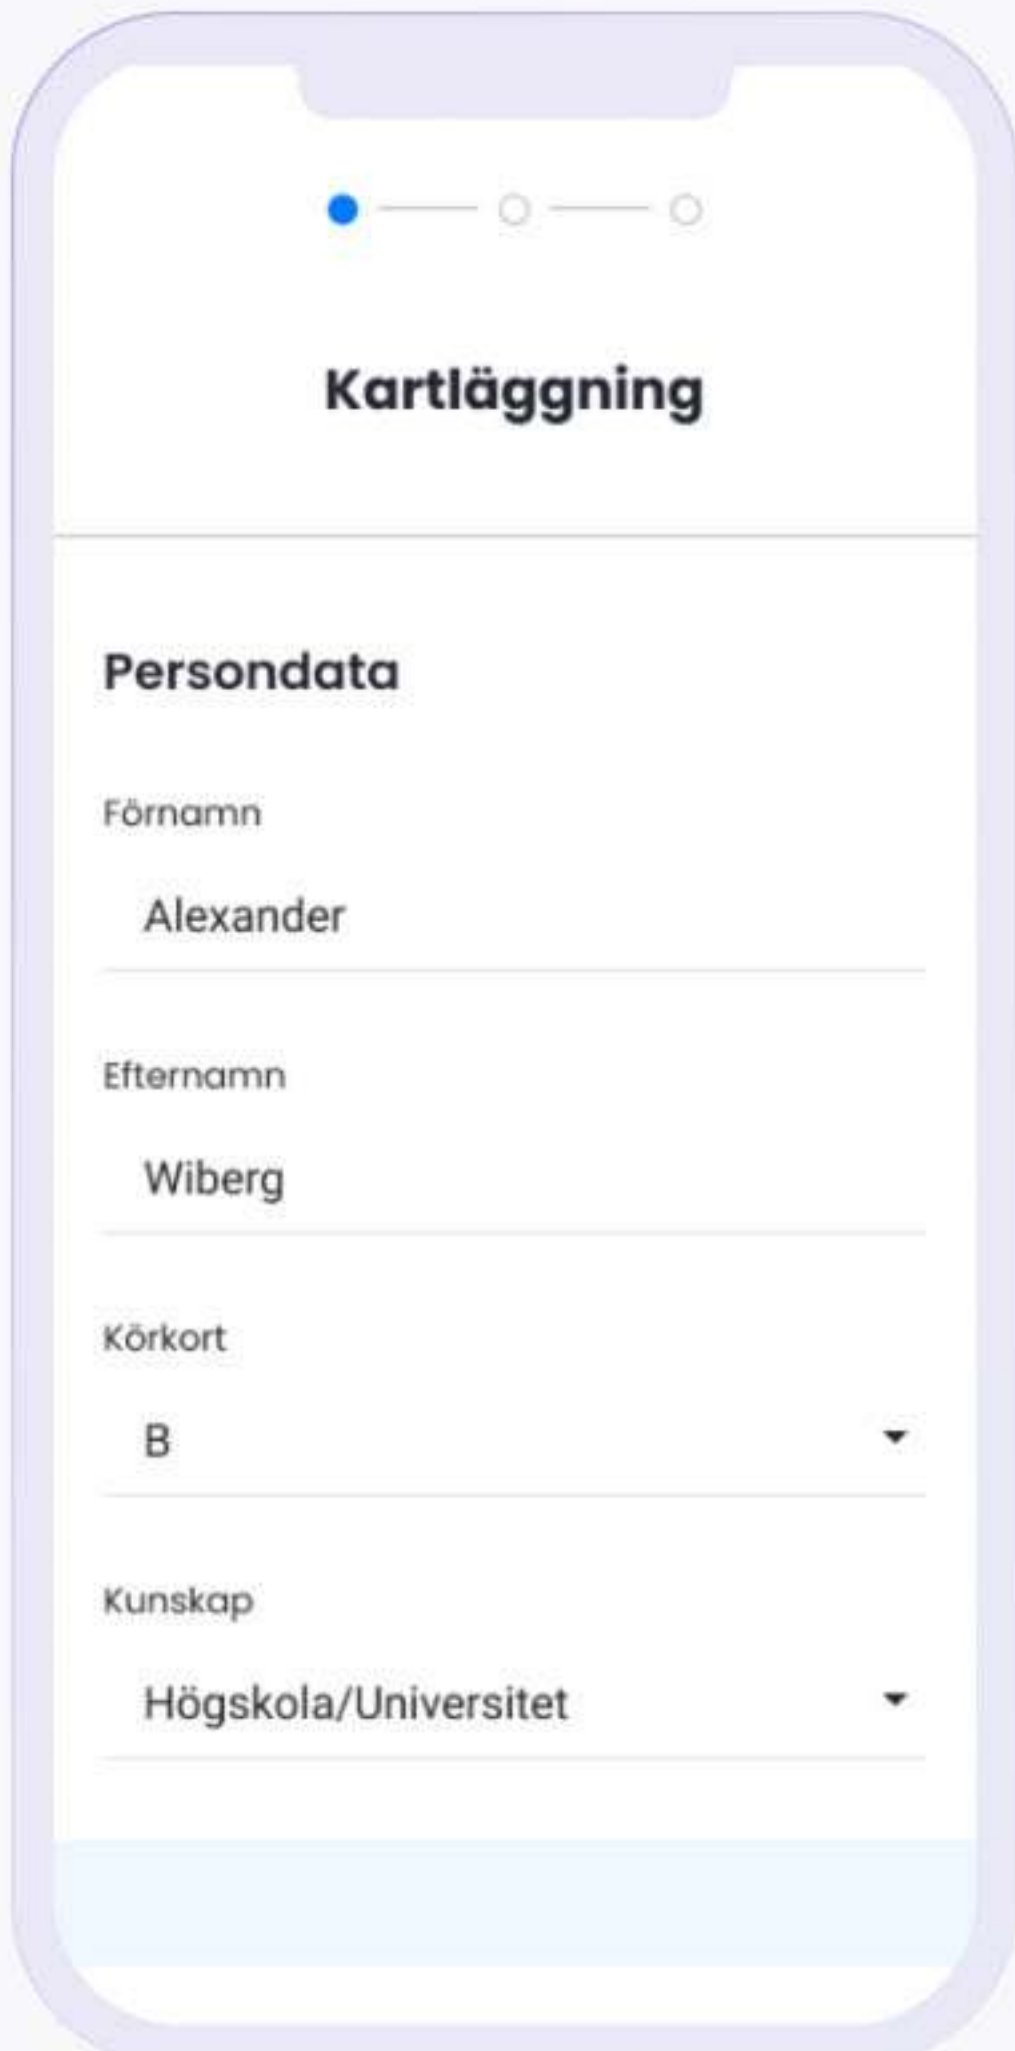 Kartläggning
Persondata
Förnamn
Alexander
Efternamn
Wiberg
Körkort
B
Kunskap
Högskola/Universitet